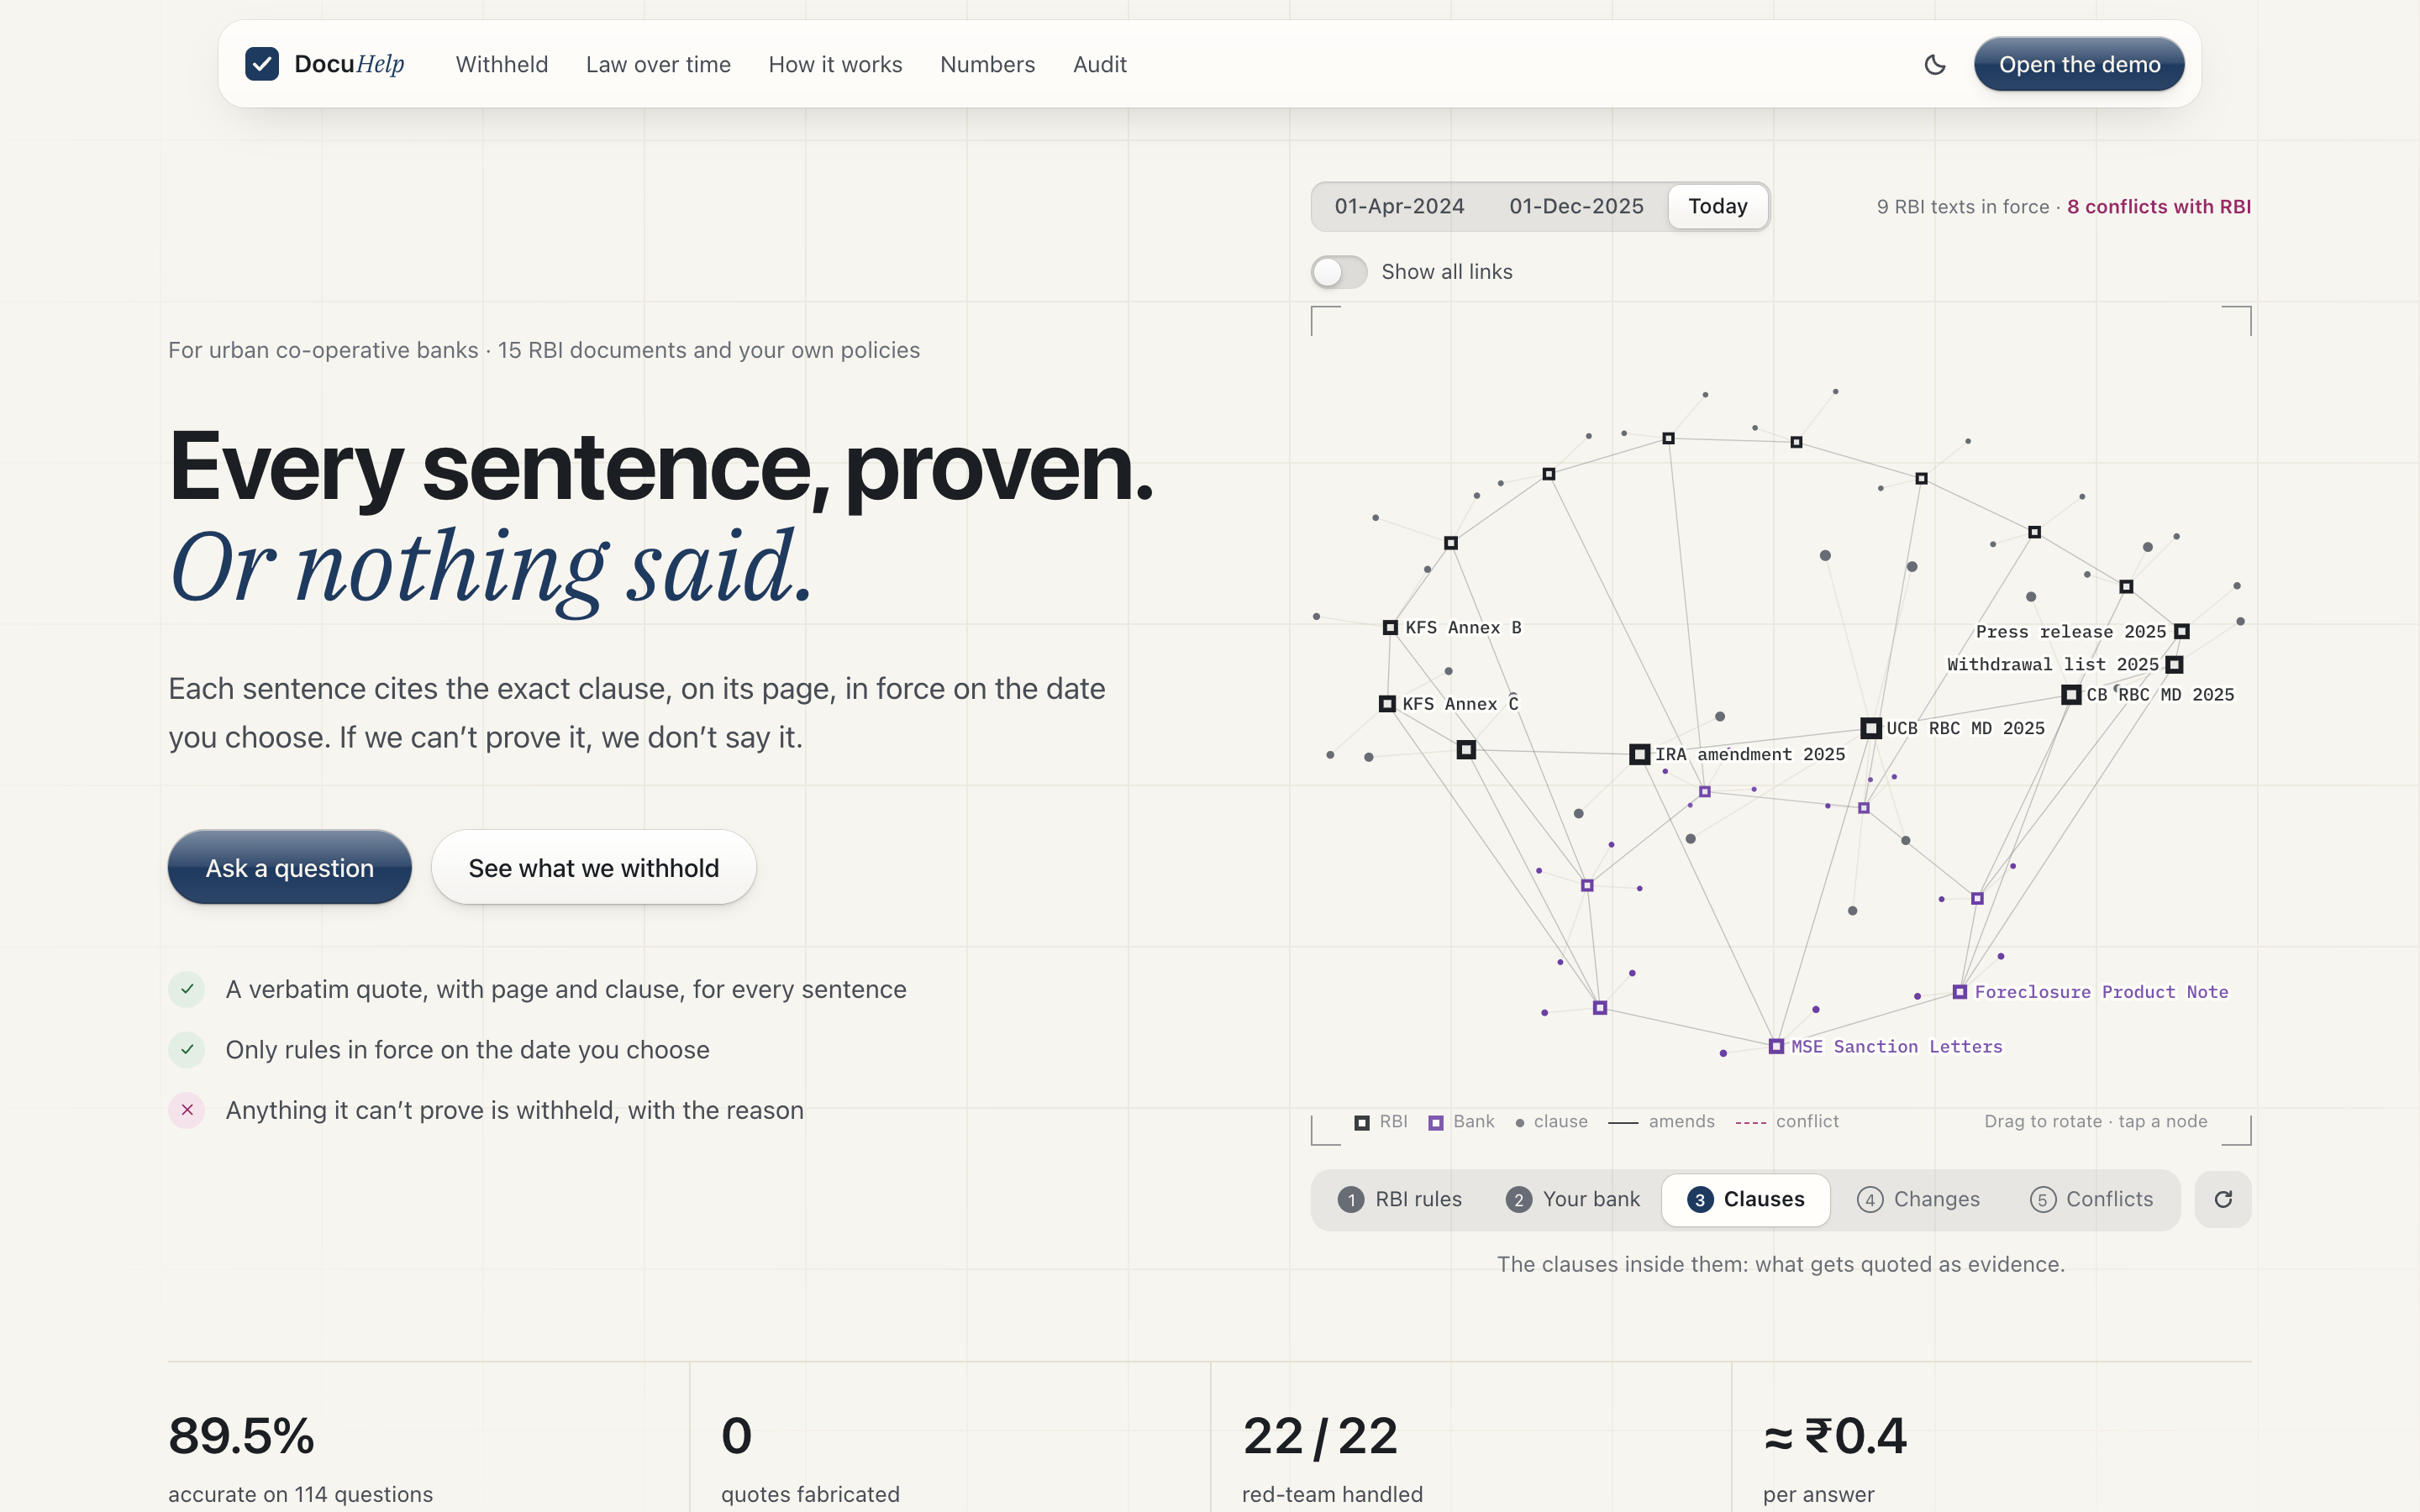 DocuHelp
Withheld
Law over time
How it works
Numbers
Audit
Open the demo
01-Apr-2024
01-Dec-2025
Today
9 RBI texts in force · 8 conflicts with RBI
Show all links
For urban co-operative banks · 15 RBI documents and your own policies
Every sentence, proven.
Or nothing said.
Each sentence cites the exact clause, on its page, in force on the date
you choose. If we can’t prove it, we don’t say it.
Ask a question
See what we withhold
A verbatim quote, with page and clause, for every sentence
Only rules in force on the date you choose
Anything it can’t prove is withheld, with the reason
KFS Annex B
Press release 2025
Withdrawal list 2025
CB RBC MD 2025
KFS Annex C
UCB RBC MD 2025
IRA amendment 2025
Foreclosure Product Note
MSE Sanction Letters
RBI
Bank
clause
amends
conflict
Drag to rotate · tap a node
1 RBI rules
2 Your bank
3 Clauses
4 Changes
5 Conflicts
The clauses inside them: what gets quoted as evidence.
89.5%
accurate on 114 questions
0
quotes fabricated
22 / 22
red-team handled
≈ ₹0.4
per answer